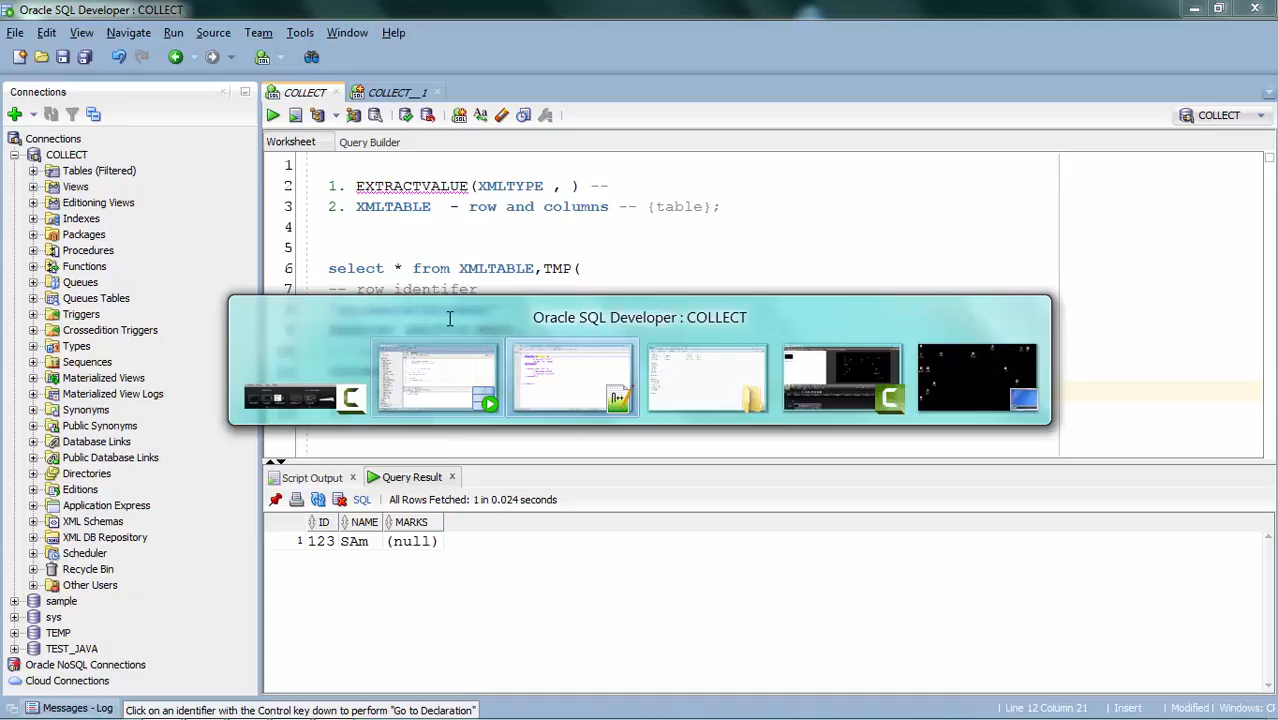 Oracle SQL Developer : COLLECT
File Edit View Navigate Run Source Team Tools Window Help
Connections
COLLECT
COLLECT__1
COLLECT
Worksheet
Query Builder
Connections
COLLECT
Tables (Filtered)
Views
Editioning Views
Indexes
Packages
Procedures
Functions
Queues
Queues Tables
Triggers
Crossedition Triggers
Types
Sequences
Materialized Views
Materialized View Logs
Synonyms
Public Synonyms
Database Links
Public Database Links
Directories
Editions
Application Express
XML Schemas
XML DB Repository
Scheduler
Recycle Bin
Other Users
sample
sys
TEMP
TEST_JAVA
Oracle NoSQL Connections
Cloud Connections
1
2 1. EXTRACTVALUE(XMLTYPE , ) --
3 2. XMLTABLE - row and columns -- {table};
4
5
6 select * from XMLTABLE,TMP(
7 -- row identifer
Oracle SQL Developer : COLLECT
Script Output
Query Result
SQL
All Rows Fetched: 1 in 0.024 seconds
ID NAME MARKS
1 123 SAm (null)
Messages - Log
Click on an identifier with the Control key down to perform "Go to Declaration"
Line 12 Column 21
Insert
Modified